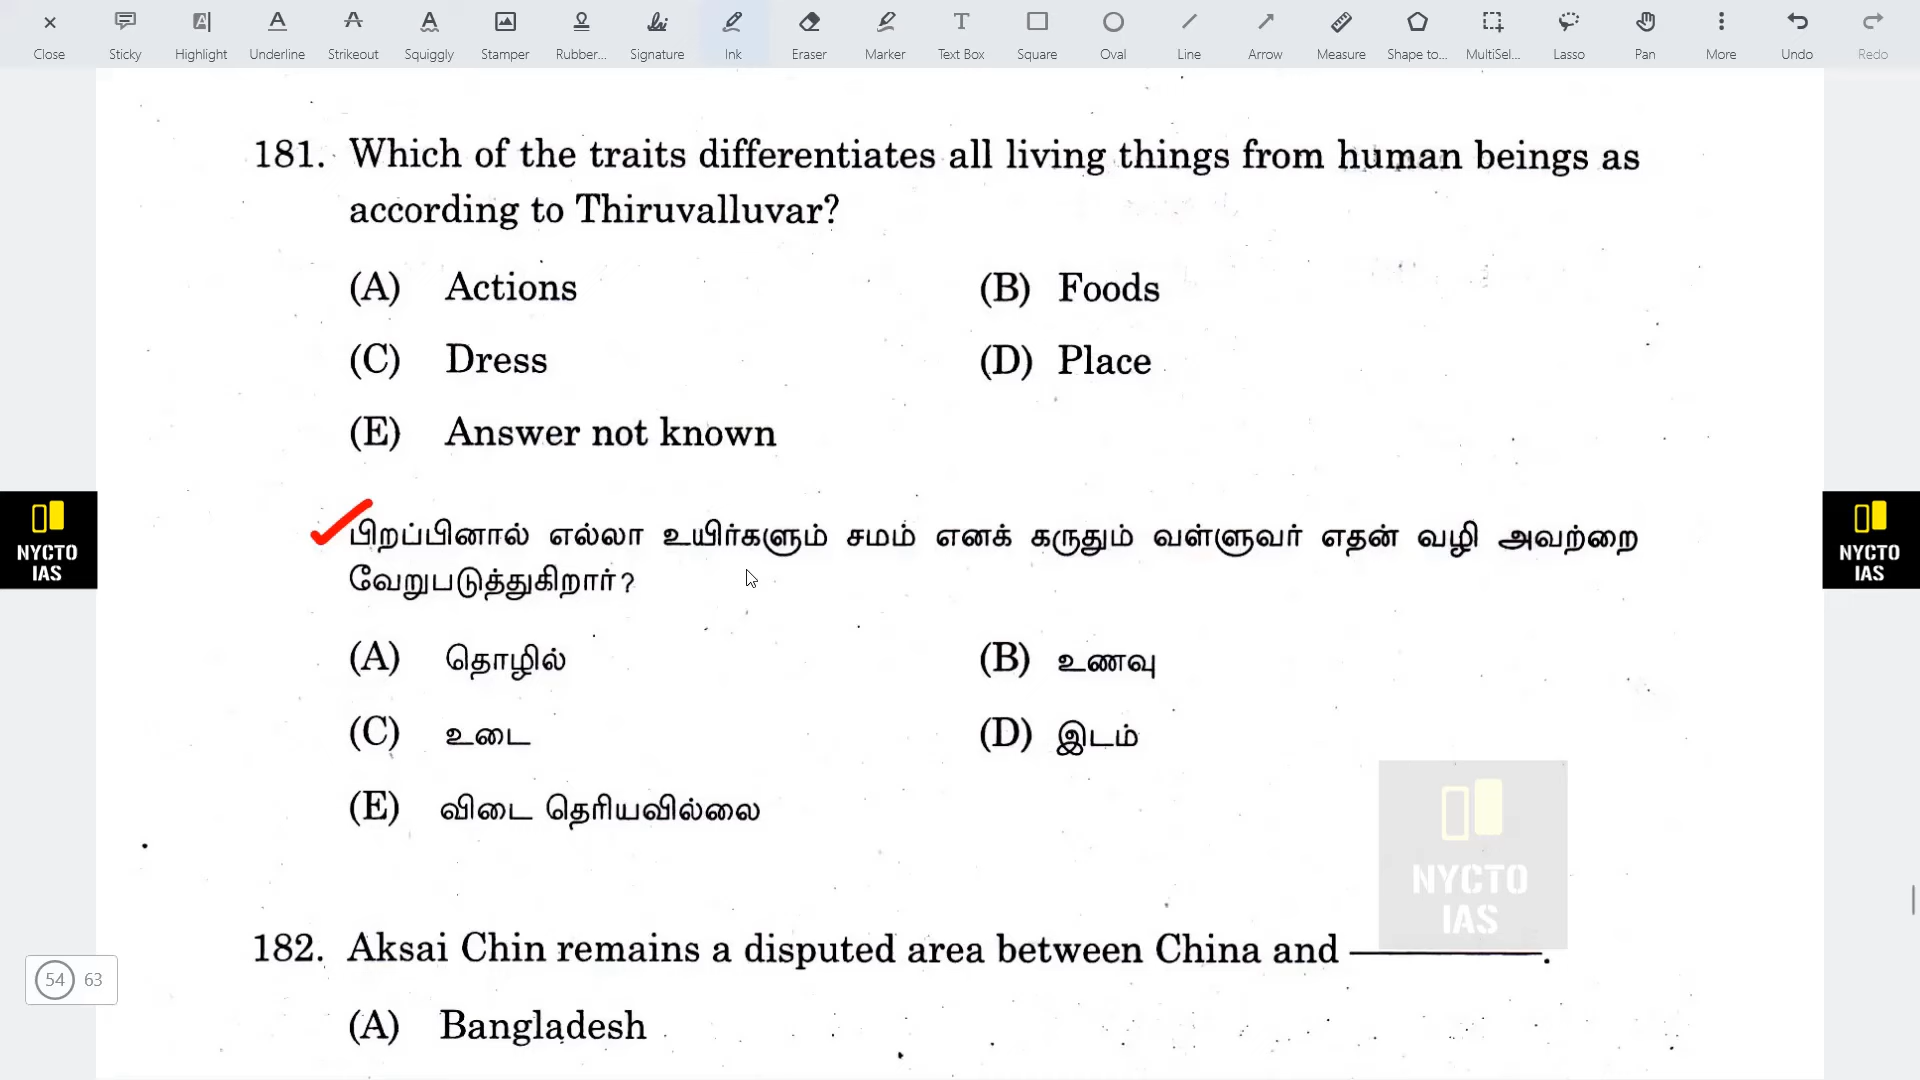 Close Sticky Highlight Underline Strikeout Squiggly Stamper Rubber... Signature Ink Eraser Marker Text Box Square Oval Line Arrow Measure Shape to... MultiSel... Lasso Pan More Undo Redo
181. Which of the traits differentiates all living things from human beings as
according to Thiruvalluvar?
(A) Actions (B) Foods
(C) Dress (D) Place
(E) Answer not known
பிறப்பினால் எல்லா உயிர்களும் சமம் எனக் கருதும் வள்ளுவர் எதன் வழி அவற்றை
வேறுபடுத்துகிறார்?
(A) தொழில் (B) உணவு
(C) உடை (D) இடம்
(E) விடை தெரியவில்லை
182. Aksai Chin remains a disputed area between China and ________.
(A) Bangladesh
54 63
NYCTO
IAS
NYCTO
IAS
NYCTO
IAS